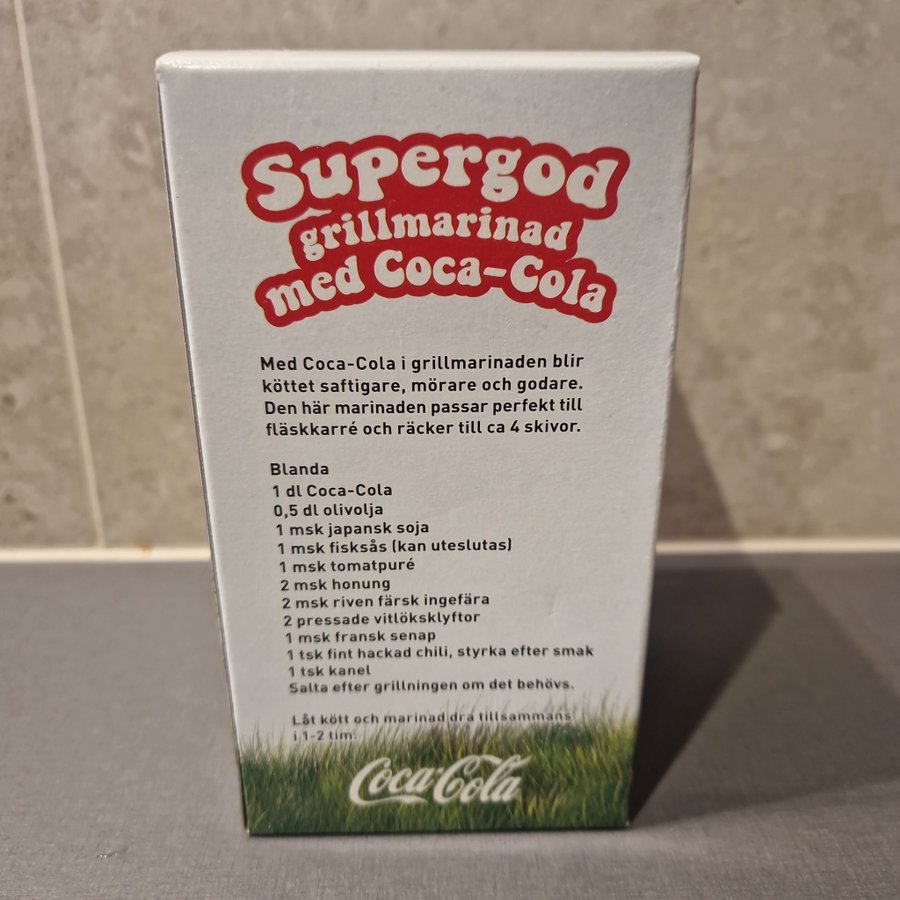 Supergod
grillmarinad
med Coca-Cola
Med Coca-Cola i grillmarinaden blir
köttet saftigare, mörare och godare.
Den här marinaden passar perfekt till
fläskkarré och räcker till ca 4 skivor.
Blanda
1 dl Coca-Cola
0,5 dl olivolja
1 msk japansk soja
1 msk fisksås (kan uteslutas)
1 msk tomatpuré
2 msk honung
2 msk riven färsk ingefära
2 pressade vitlöksklyftor
1 msk fransk senap
1 tsk fint hackad chili, styrka efter smak
1 tsk kanel
Salta efter grillningen om det behövs.
Låt kött och marinad dra tillsammans
i 1-2 tim.
Coca-Cola